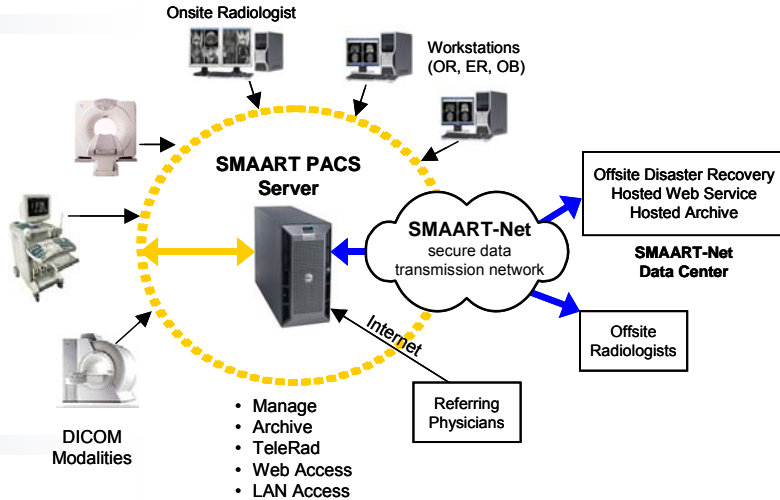 Onsite Radiologist
Workstations
(OR, ER, OB)
SMAART PACS
Server
SMAART-Net
secure data
transmission network
Offsite Disaster Recovery
Hosted Web Service
Hosted Archive
SMAART-Net
Data Center
Offsite
Radiologists
Internet
Referring
Physicians
DICOM
Modalities
• Manage
• Archive
• TeleRad
• Web Access
• LAN Access